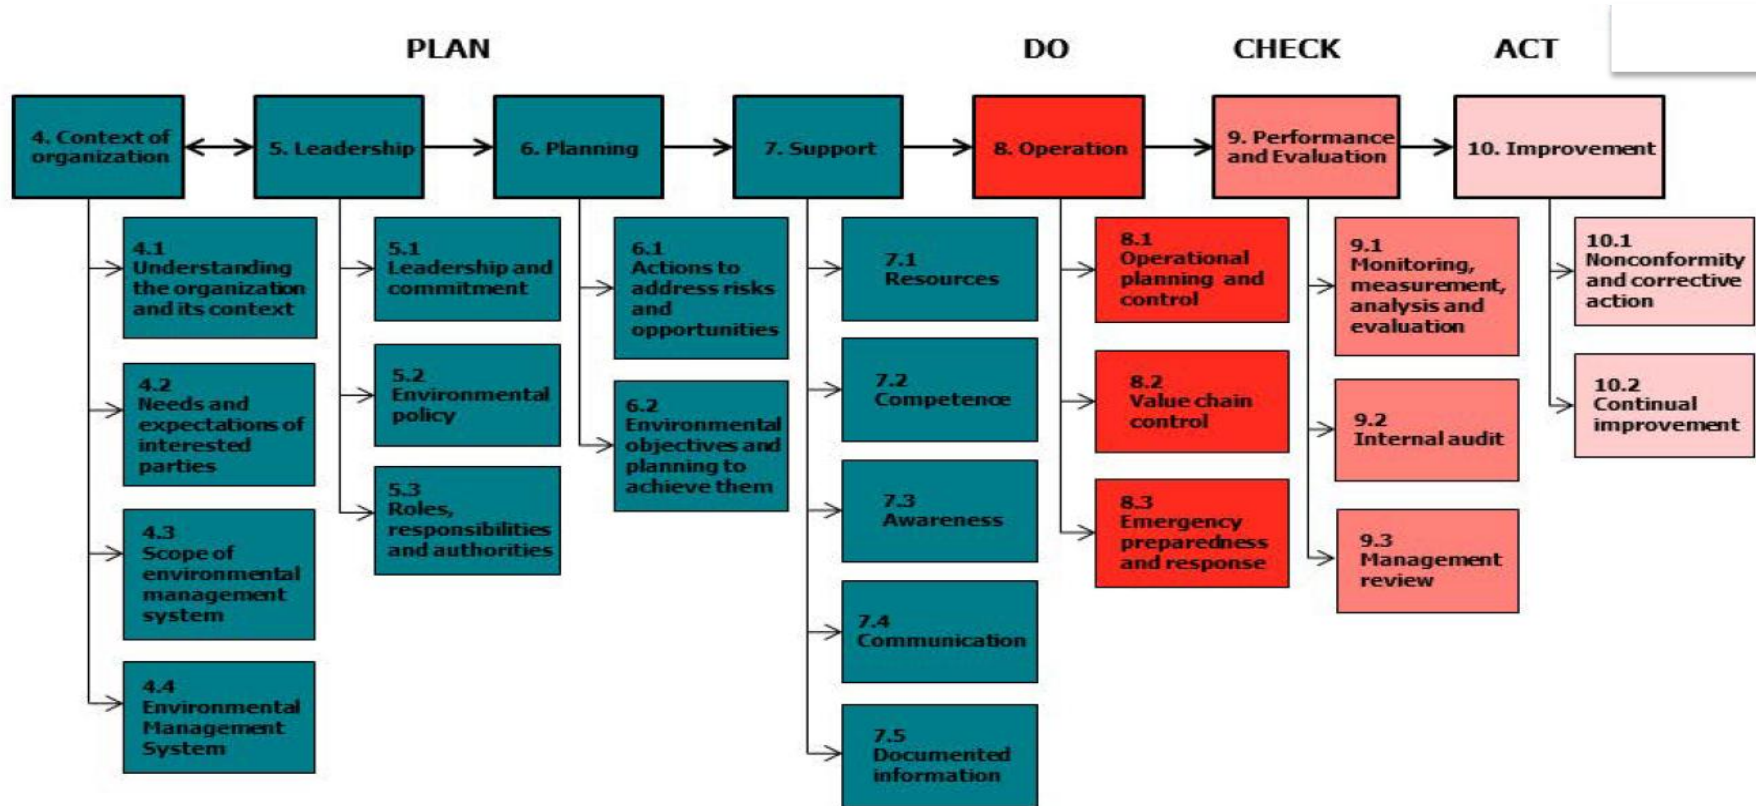 PLAN
DO
CHECK
ACT
4. Context of
organization
5. Leadership
6. Planning
7. Support
8. Operation
9. Performance
and Evaluation
10. Improvement
4.1
Understanding
the organization
and its context
4.2
Needs and
expectations of
interested
parties
4.3
Scope of
environmental
management
system
4.4
Environmental
Management
System
5.1
Leadership and
commitment
5.2
Environmental
policy
5.3
Roles,
responsibilities
and authorities
6.1
Actions to
address risks
and
opportunities
6.2
Environmental
objectives and
planning to
achieve them
7.1
Resources
7.2
Competence
7.3
Awareness
7.4
Communication
7.5
Documented
information
8.1
Operational
planning and
control
8.2
Value chain
control
8.3
Emergency
preparedness
and response
9.1
Monitoring,
measurement,
analysis and
evaluation
9.2
Internal audit
9.3
Management
review
10.1
Nonconformity
and corrective
action
10.2
Continual
improvement